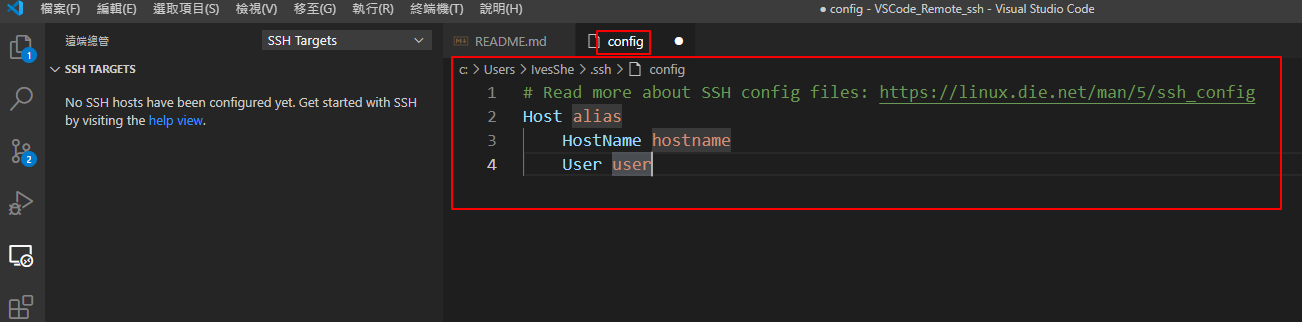 檔案(F) 編輯(E) 選取項目(S) 檢視(V) 移至(G) 執行(R) 終端機(T) 說明(H) ● config - VSCode_Remote_ssh - Visual Studio Code
遠端總管 SSH Targets
README.md config
SSH TARGETS
No SSH hosts have been configured yet. Get started with SSH
by visiting the help view.
c: > Users > IvesShe > .ssh > config
1 # Read more about SSH config files: https://linux.die.net/man/5/ssh_config
2 Host alias
3 HostName hostname
4 User user
1
2